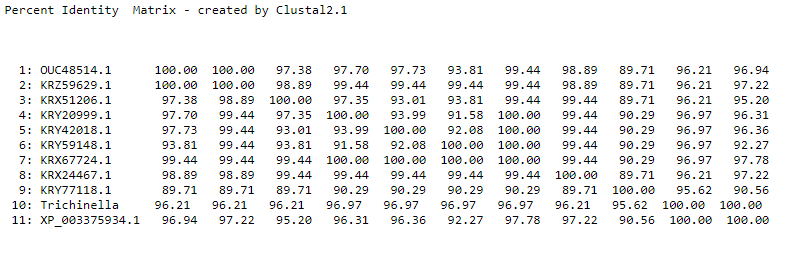 Percent Identity  Matrix - created by Clustal2.1
1: OUC48514.1 100.00 100.00 97.38 97.70 97.73 93.81 99.44 98.89 89.71 96.21 96.94
2: KRZ59629.1 100.00 100.00 98.89 99.44 99.44 99.44 99.44 98.89 89.71 96.21 97.22
3: KRX51206.1 97.38 98.89 100.00 97.35 93.01 93.81 99.44 99.44 89.71 96.21 95.20
4: KRY20999.1 97.70 99.44 97.35 100.00 93.99 91.58 100.00 99.44 90.29 96.97 96.31
5: KRY42018.1 97.73 99.44 93.01 93.99 100.00 92.08 100.00 99.44 90.29 96.97 96.36
6: KRY59148.1 93.81 99.44 93.81 91.58 92.08 100.00 100.00 99.44 90.29 96.97 92.27
7: KRX67724.1 99.44 99.44 99.44 100.00 100.00 100.00 100.00 99.44 90.29 96.97 97.78
8: KRX24467.1 98.89 98.89 99.44 99.44 99.44 99.44 99.44 100.00 89.71 96.21 97.22
9: KRY77118.1 89.71 89.71 89.71 90.29 90.29 90.29 90.29 89.71 100.00 95.62 90.56
10: Trichinella 96.21 96.21 96.21 96.97 96.97 96.97 96.97 96.21 95.62 100.00 100.00
11: XP_003375934.1 96.94 97.22 95.20 96.31 96.36 92.27 97.78 97.22 90.56 100.00 100.00